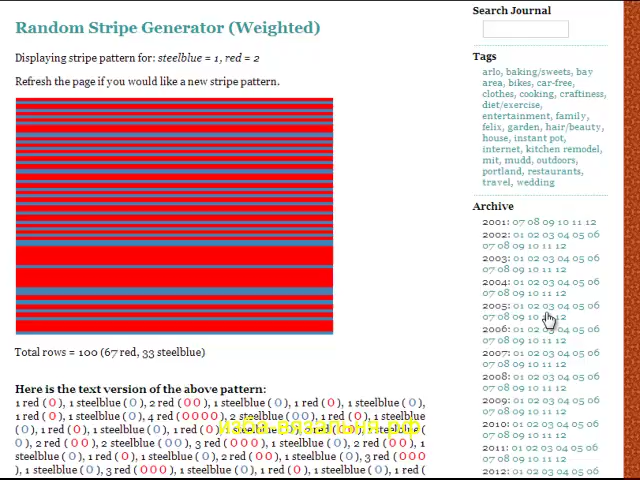 Random Stripe Generator (Weighted)
Displaying stripe pattern for: steelblue = 1, red = 2
Refresh the page if you would like a new stripe pattern.
Total rows = 100 (67 red, 33 steelblue)
Here is the text version of the above pattern:
1 red ( O ), 1 steelblue ( O ), 2 red ( O O ), 1 steelblue ( O ), 1 red ( O ), 1 steelblue ( O ),
1 red ( O ), 1 steelblue ( O ), 4 red ( O O O O ), 2 steelblue ( O O ), 1 red ( O ), 1 steelblue
( O ), 1 red ( O ), 1 steelblue ( O ), 1 red ( O ), 1 steelblue
O ), 2 red ( O O ), 2 steelblue ( O O ), 3 red ( O O O ), 1 steelblue ( O ), 2 red ( O O ), 1
steelblue ( O ), 1 red ( O ), 1 steelblue ( O ), 2 red ( O O ), 1 steelblue ( O ), 3 red ( O O O
), 1 steelblue ( O ), 3 red ( O O O ), 1 steelblue ( O ), 1 red ( O ), 1 steelblue ( O ), 1 red (
Search Journal
Tags
arlo, baking/sweets, bay
area, bikes, car-free,
clothes, cooking, craftiness,
diet/exercise,
entertainment, family,
felix, garden, hair/beauty,
house, instant pot,
internet, kitchen remodel,
mit, mudd, outdoors,
portland, restaurants,
travel, wedding
Archive
2001: 07 08 09 10 11 12
2002: 01 02 03 04 05 06
07 08 09 10 11 12
2003: 01 02 03 04 05 06
07 08 09 10 11 12
2004: 01 02 03 04 05 06
07 08 09 10 11 12
2005: 01 02 03 04 05 06
07 08 09 10 12
2006: 01 02 03 04 05 06
07 08 09 10 11 12
2007: 01 02 03 04 05 06
07 08 09 10 11 12
2008: 01 02 03 04 05 06
07 08 09 10 11 12
2009: 01 02 03 04 05 06
07 08 09 10 11 12
2010: 01 02 03 04 05 06
07 08 09 10 11 12
2011: 01 02 03 04 05 06
07 08 09 10 11 12
2012: 01 02 03 04 05 06